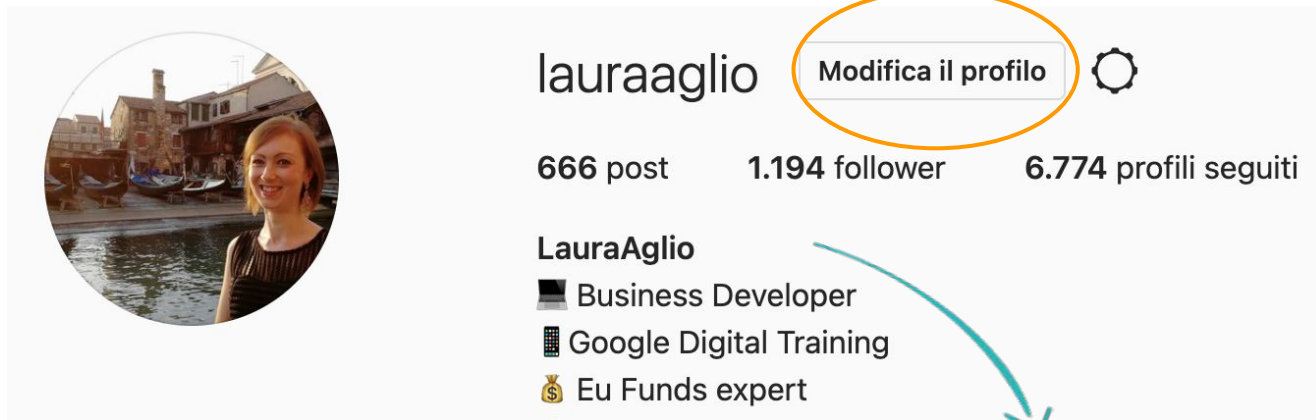 lauraaglio Modifica il profilo
666 post 1.194 follower 6.774 profili seguiti
LauraAglio
💻 Business Developer
📱Google Digital Training
💰 Eu Funds expert